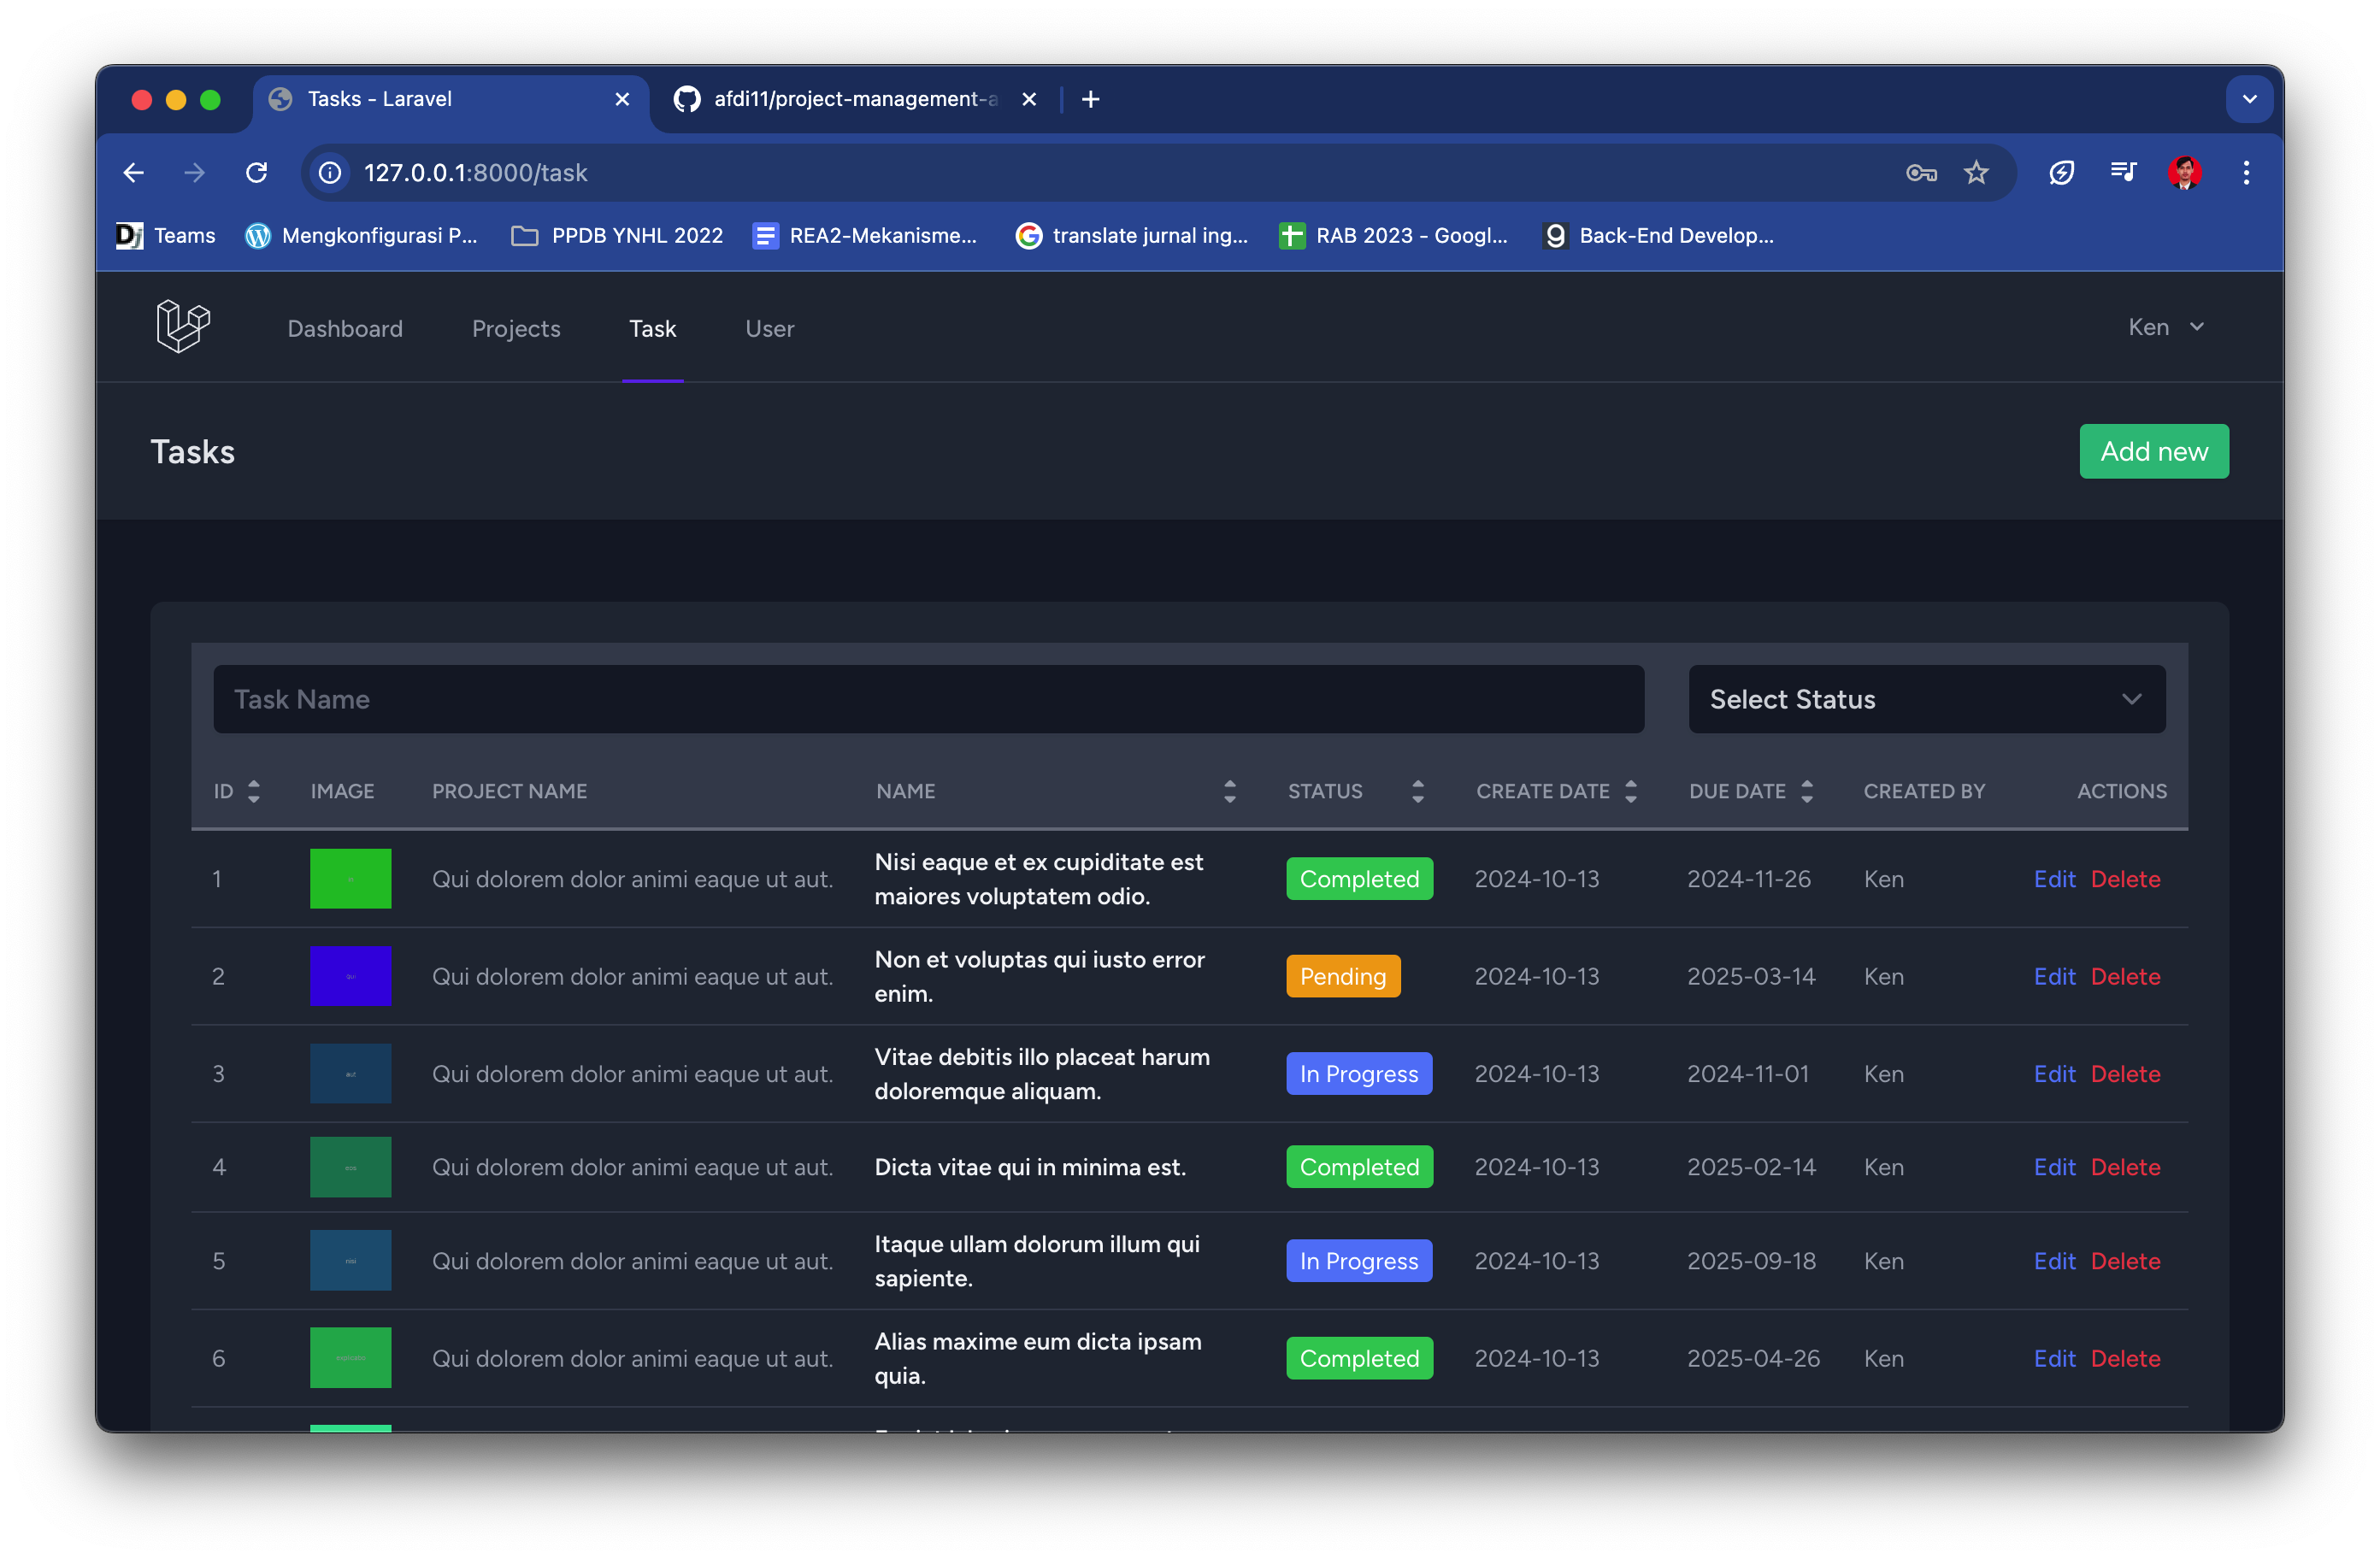 Tasks - Laravel
afdi11/project-management-a
127.0.0.1:8000/task
Teams
Mengkonfigurasi P...
PPDB YNHL 2022
REA2-Mekanisme...
translate jurnal ing...
RAB 2023 - Googl...
Back-End Develop...
Dashboard
Projects
Task
User
Ken
Tasks
Add new
Task Name
Select Status
ID IMAGE PROJECT NAME NAME STATUS CREATE DATE DUE DATE CREATED BY ACTIONS
1 Qui dolorem dolor animi eaque ut aut. Nisi eaque et ex cupiditate est
maiores voluptatem odio. Completed 2024-10-13 2024-11-26 Ken Edit Delete
2 qui Qui dolorem dolor animi eaque ut aut. Non et voluptas qui iusto error
enim. Pending 2024-10-13 2025-03-14 Ken Edit Delete
3 aut Qui dolorem dolor animi eaque ut aut. Vitae debitis illo placeat harum
doloremque aliquam. In Progress 2024-10-13 2024-11-01 Ken Edit Delete
4 Qui dolorem dolor animi eaque ut aut. Dicta vitae qui in minima est. Completed 2024-10-13 2025-02-14 Ken Edit Delete
5 nisi Qui dolorem dolor animi eaque ut aut. Itaque ullam dolorum illum qui
sapiente. In Progress 2024-10-13 2025-09-18 Ken Edit Delete
6 Qui dolorem dolor animi eaque ut aut. Alias maxime eum dicta ipsam
quia. Completed 2024-10-13 2025-04-26 Ken Edit Delete